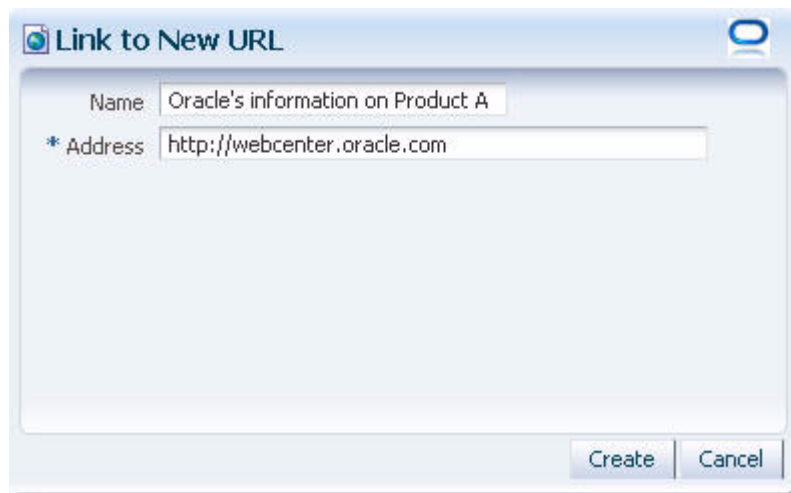 Link to New URL
Name Oracle's information on Product A
* Address http://webcenter.oracle.com
Create Cancel